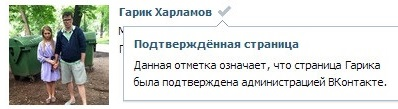 Гарик Харламов
Подтверждённая страница
Данная отметка означает, что страница Гарика
была подтверждена администрацией ВКонтакте.